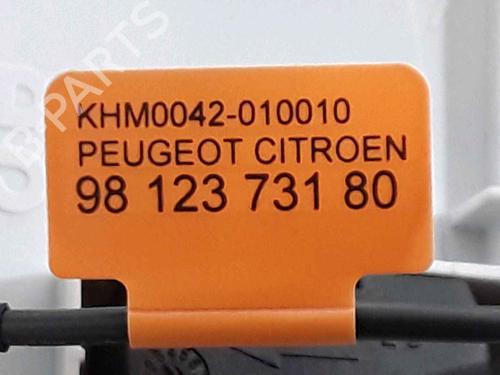 KHM0042-010010
PEUGEOT CITROEN
98 123 731 80